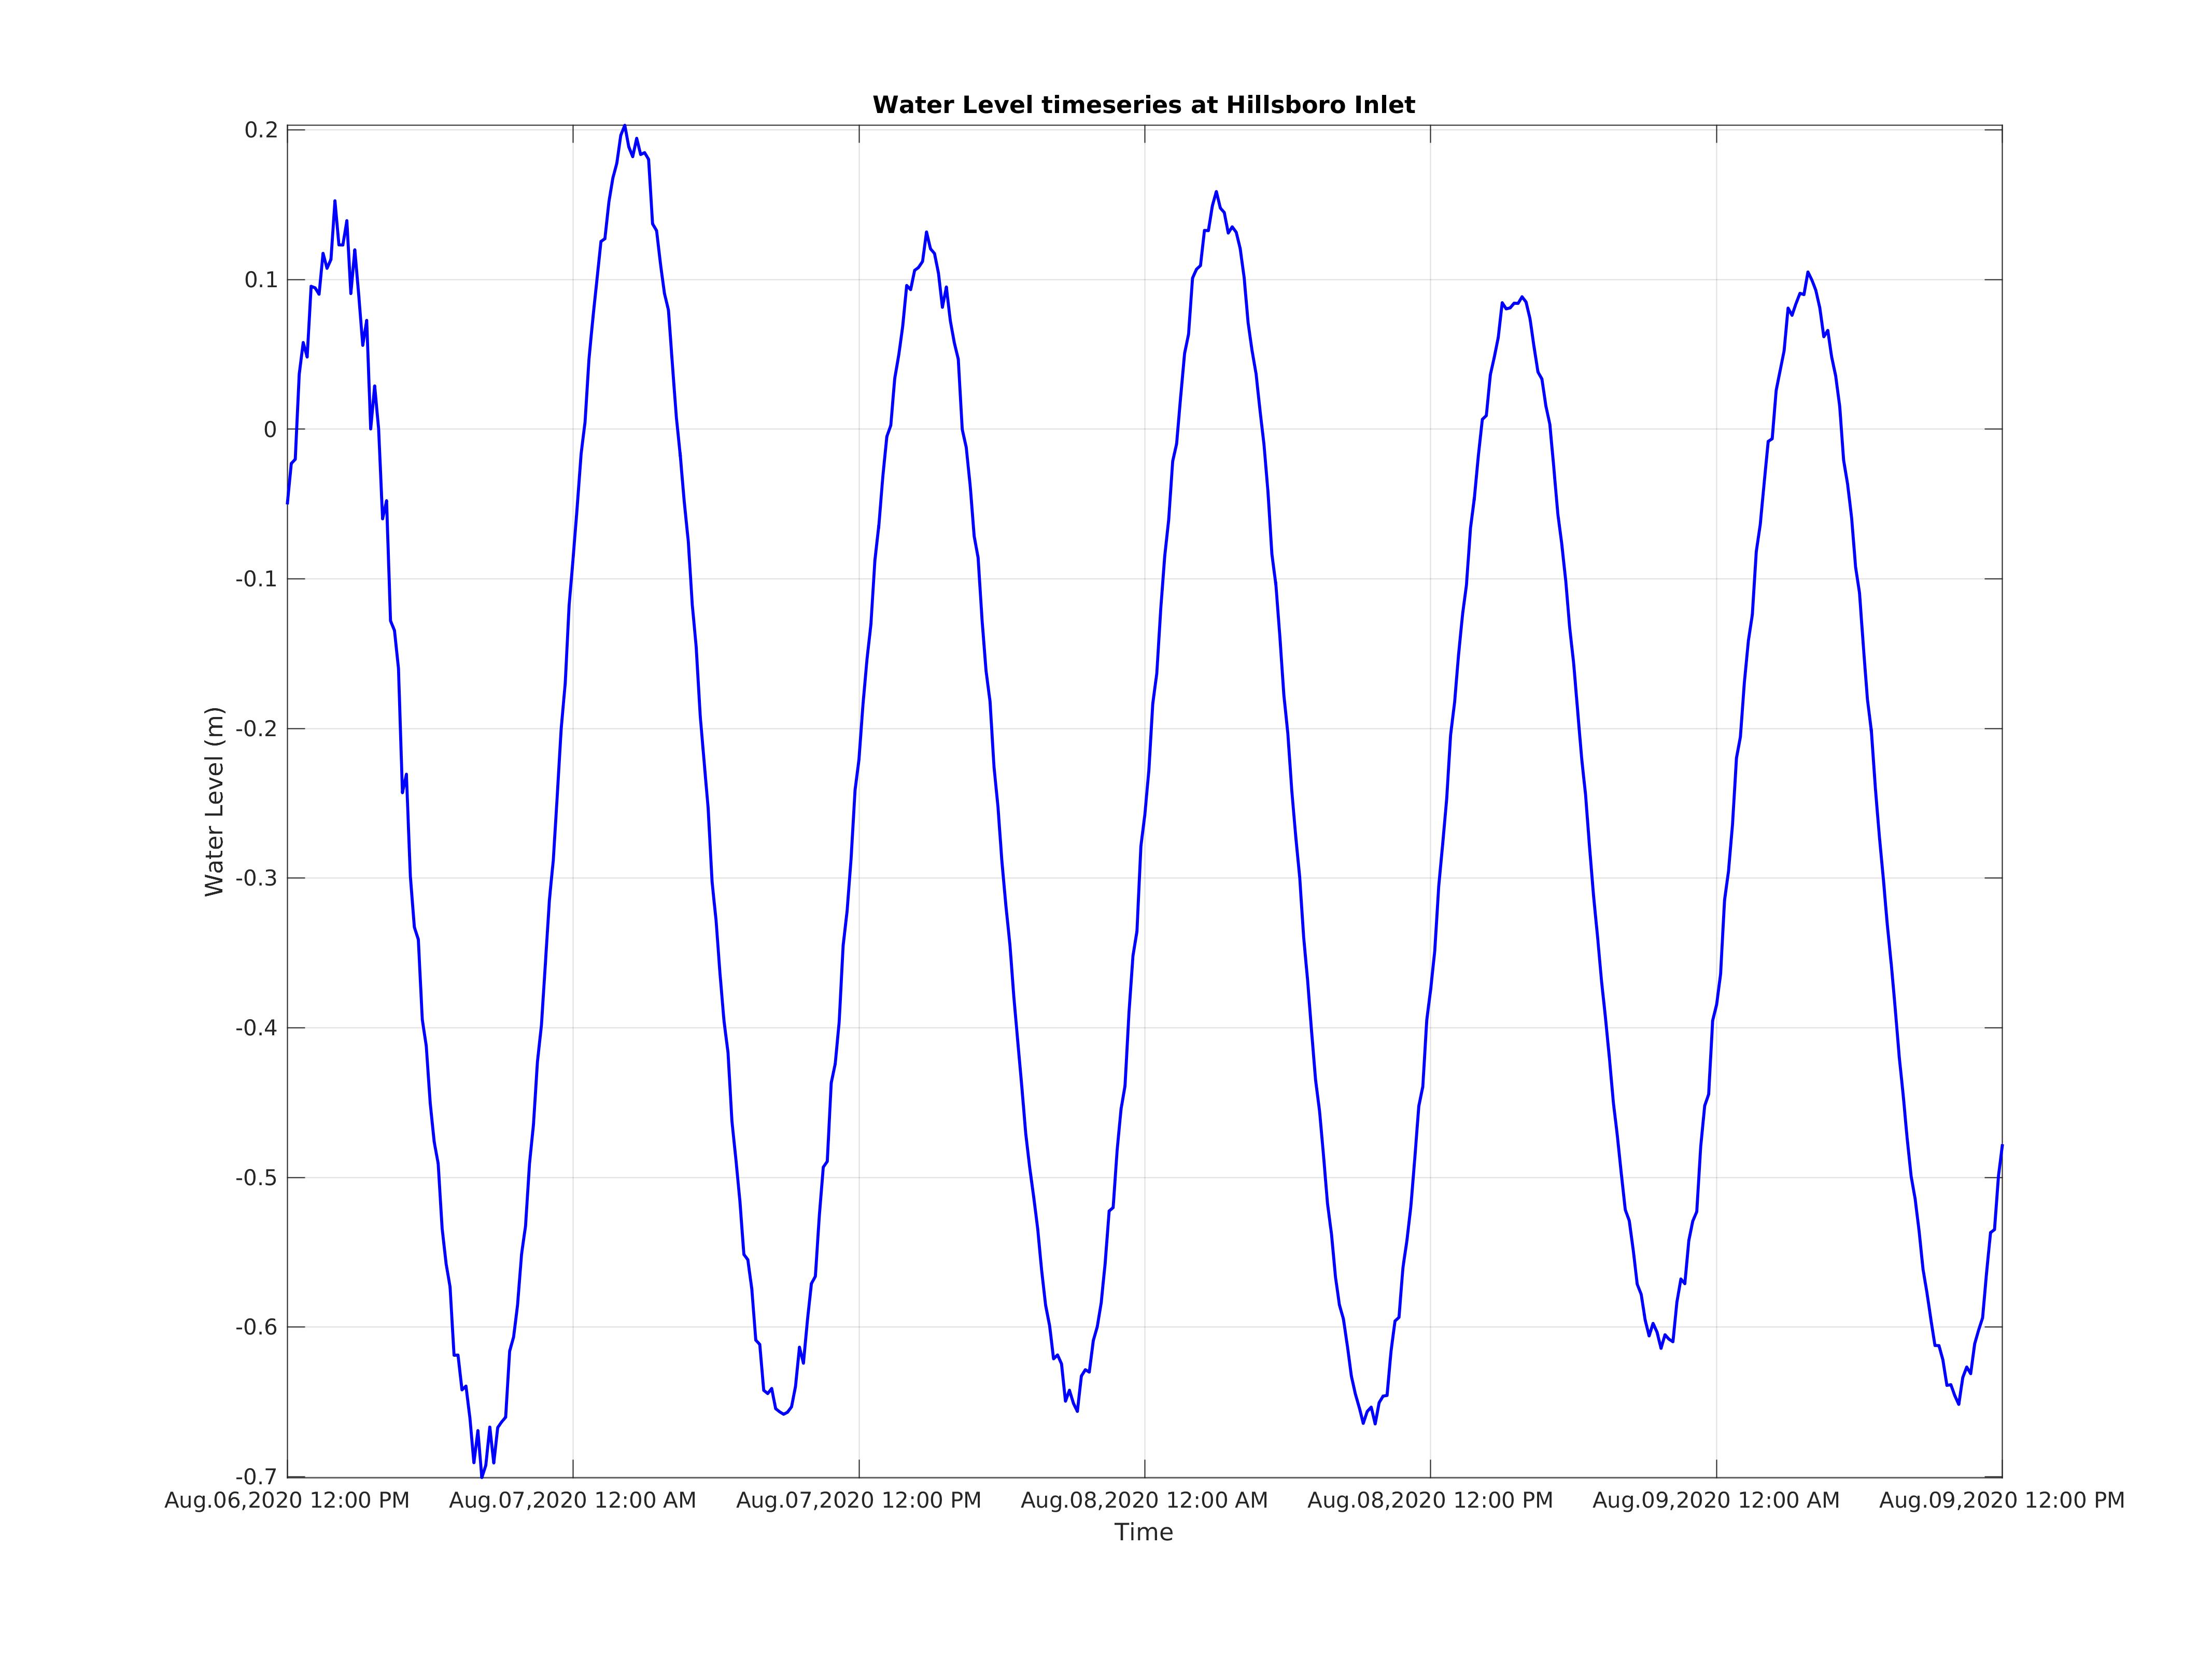 Water Level timeseries at Hillsboro Inlet
0.2
0.1
0
-0.1
-0.2
-0.3
-0.4
-0.5
-0.6
-0.7
Water Level (m)
Aug.06,2020 12:00 PM Aug.07,2020 12:00 AM Aug.07,2020 12:00 PM Aug.08,2020 12:00 AM Aug.08,2020 12:00 PM Aug.09,2020 12:00 AM Aug.09,2020 12:00 PM
Time